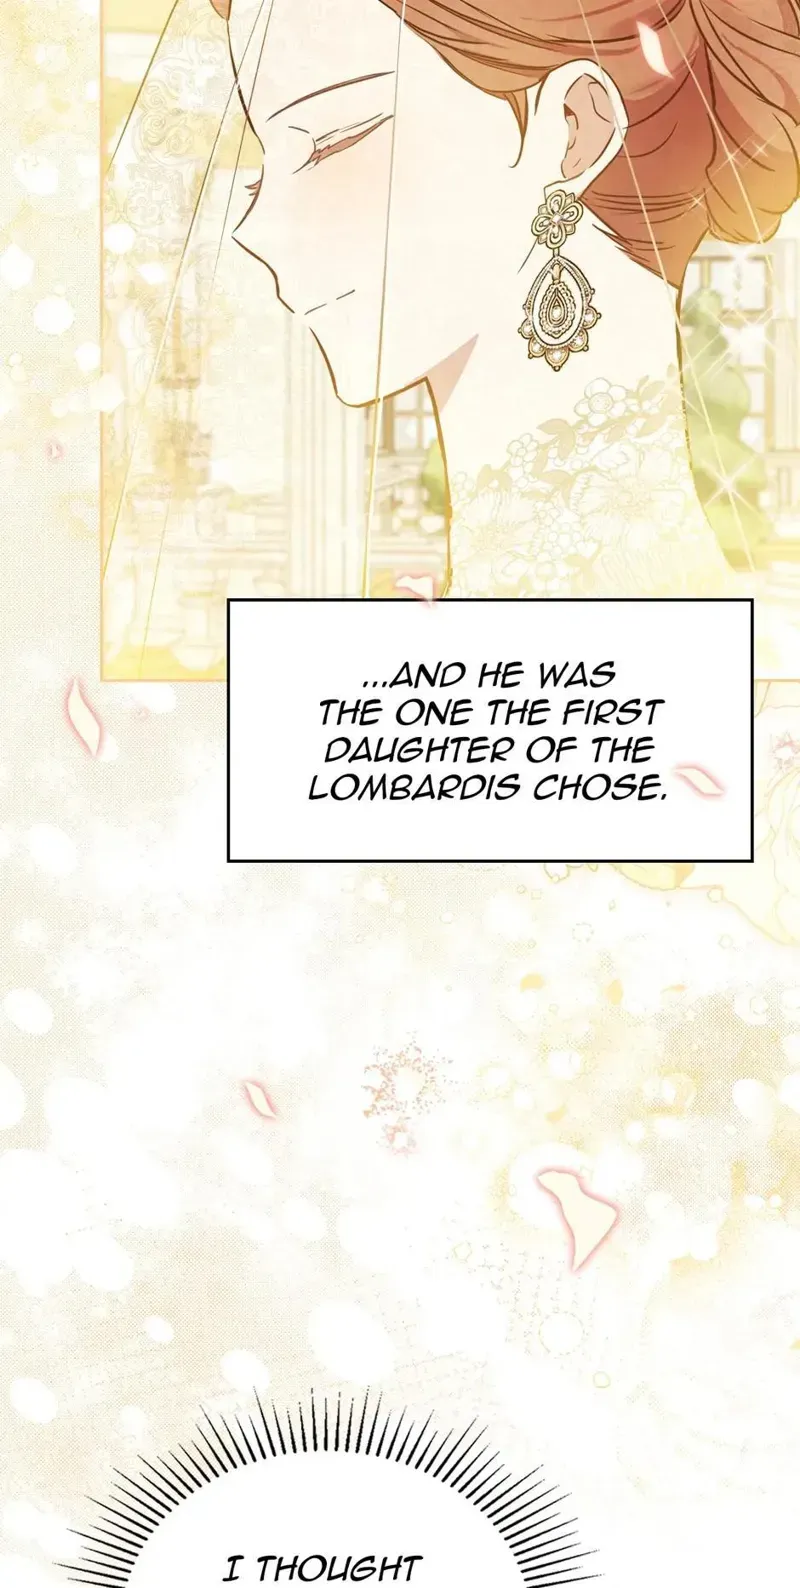 ...AND HE WAS
THE ONE THE FIRST
DAUGHTER OF THE
LOMBARDIS CHOSE.
I THOUGHT